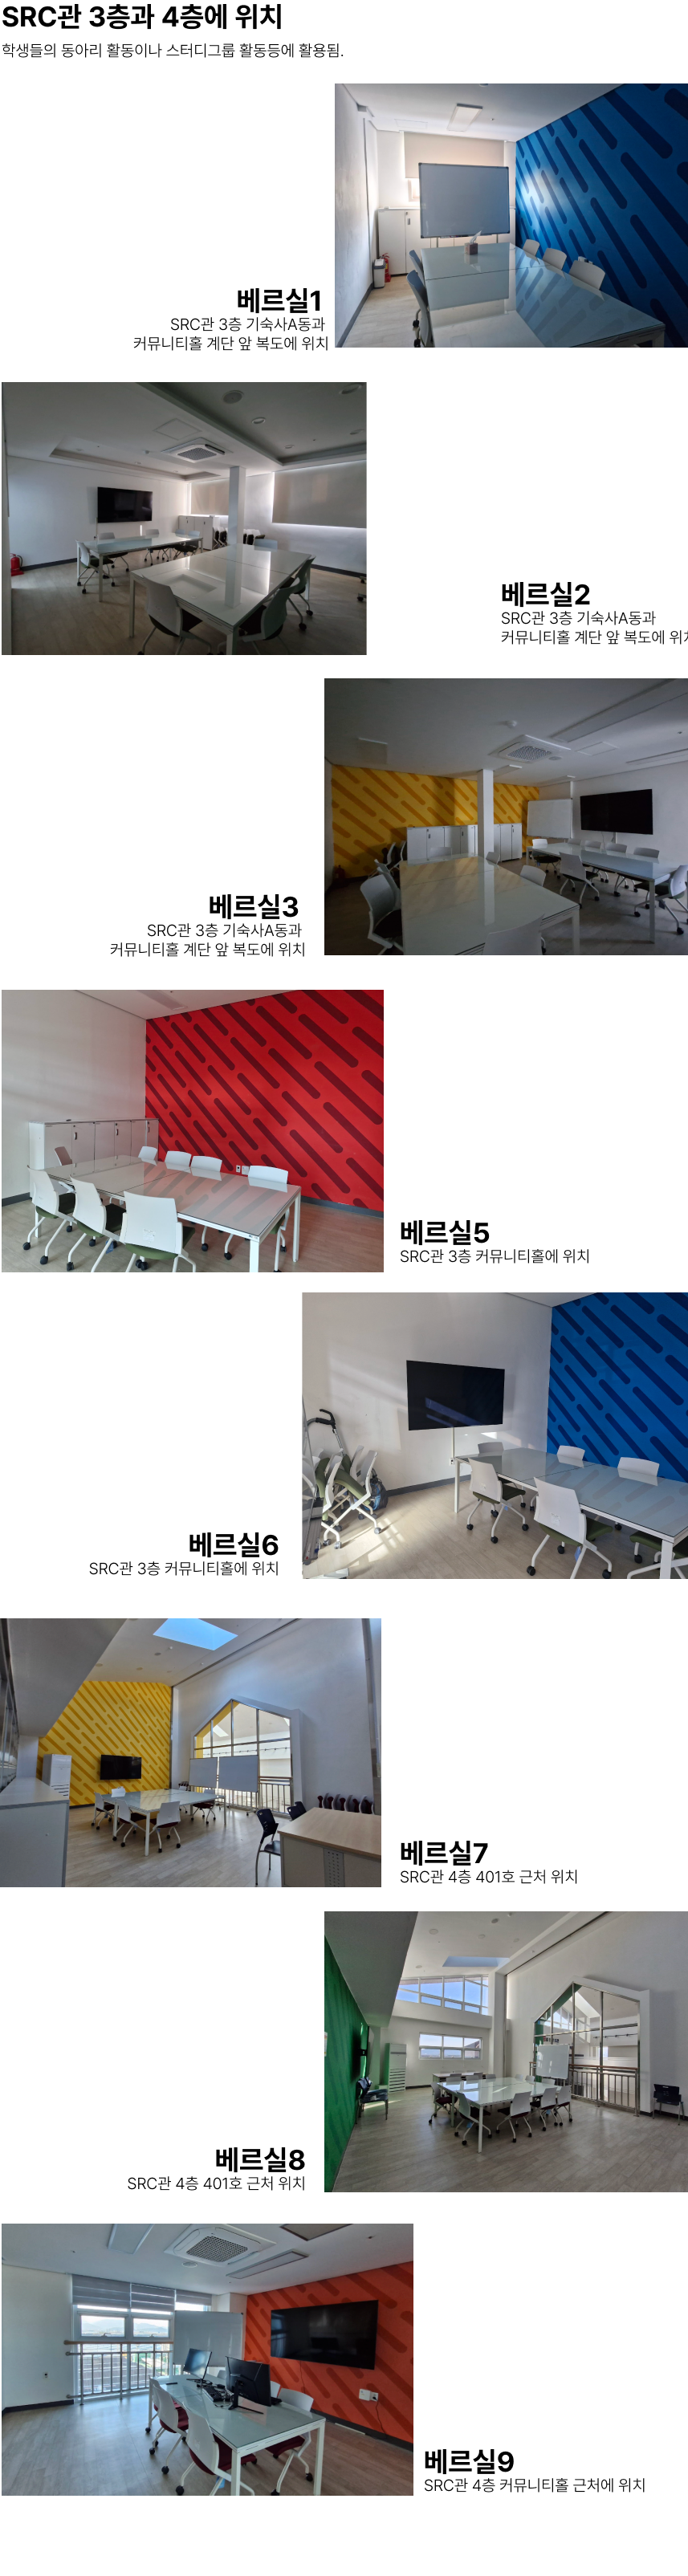 SRC관 3층과 4층에 위치
학생들의 동아리 활동이나 스터디그룹 활동등에 활용됨.
베르실1
SRC관 3층 기숙사A동과
커뮤니티홀 계단 앞 복도에 위치
베르실2
SRC관 3층 기숙사A동과
커뮤니티홀 계단 앞 복도에 위치
베르실3
SRC관 3층 기숙사A동과
커뮤니티홀 계단 앞 복도에 위치
베르실5
SRC관 3층 커뮤니티홀에 위치
베르실6
SRC관 3층 커뮤니티홀에 위치
베르실7
SRC관 4층 401호 근처 위치
베르실8
SRC관 4층 401호 근처 위치
베르실9
SRC관 4층 커뮤니티홀 근처에 위치